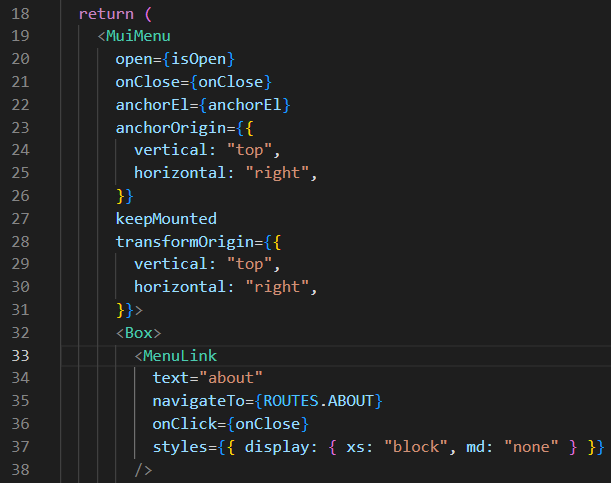 18 return (
19 <MuiMenu
20 open={isOpen}
21 onClose={onClose}
22 anchorEl={anchorEl}
23 anchorOrigin={{
24 vertical: "top",
25 horizontal: "right",
26 }}
27 keepMounted
28 transformOrigin={{
29 vertical: "top",
30 horizontal: "right",
31 }}>
32 <Box>
33 <MenuLink
34 text="about"
35 navigateTo={ROUTES.ABOUT}
36 onClick={onClose}
37 styles={{ display: { xs: "block", md: "none" } }}
38 />